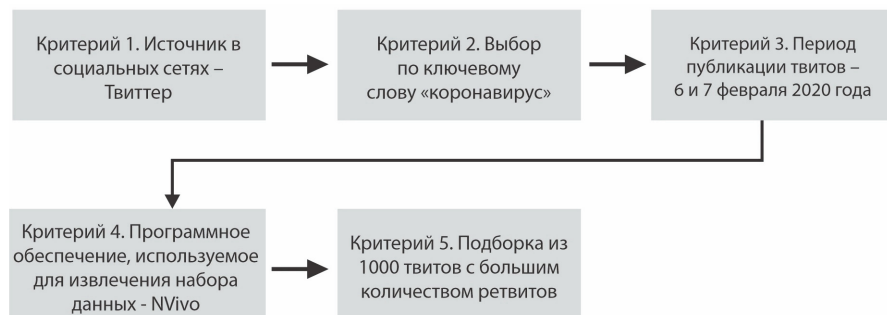 Критерий 1. Источник в
социальных сетях –
Твиттер
Критерий 2. Выбор
по ключевому
слову «коронавирус»
Критерий 3. Период
публикации твитов –
6 и 7 февраля 2020 года
Критерий 4. Программное
обеспечение, используемое
для извлечения набора
данных - NVivo
Критерий 5. Подборка из
1000 твитов с большим
количеством ретвитов